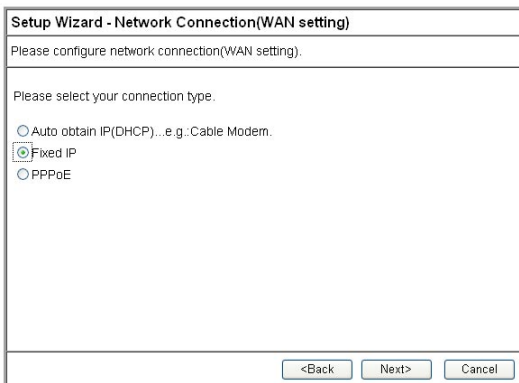 Setup Wizard - Network Connection(WAN setting)
Please configure network connection(WAN setting).
Please select your connection type.
Auto obtain IP(DHCP)...e.g.:Cable Modem.
Fixed IP
PPPoE
<Back Next> Cancel